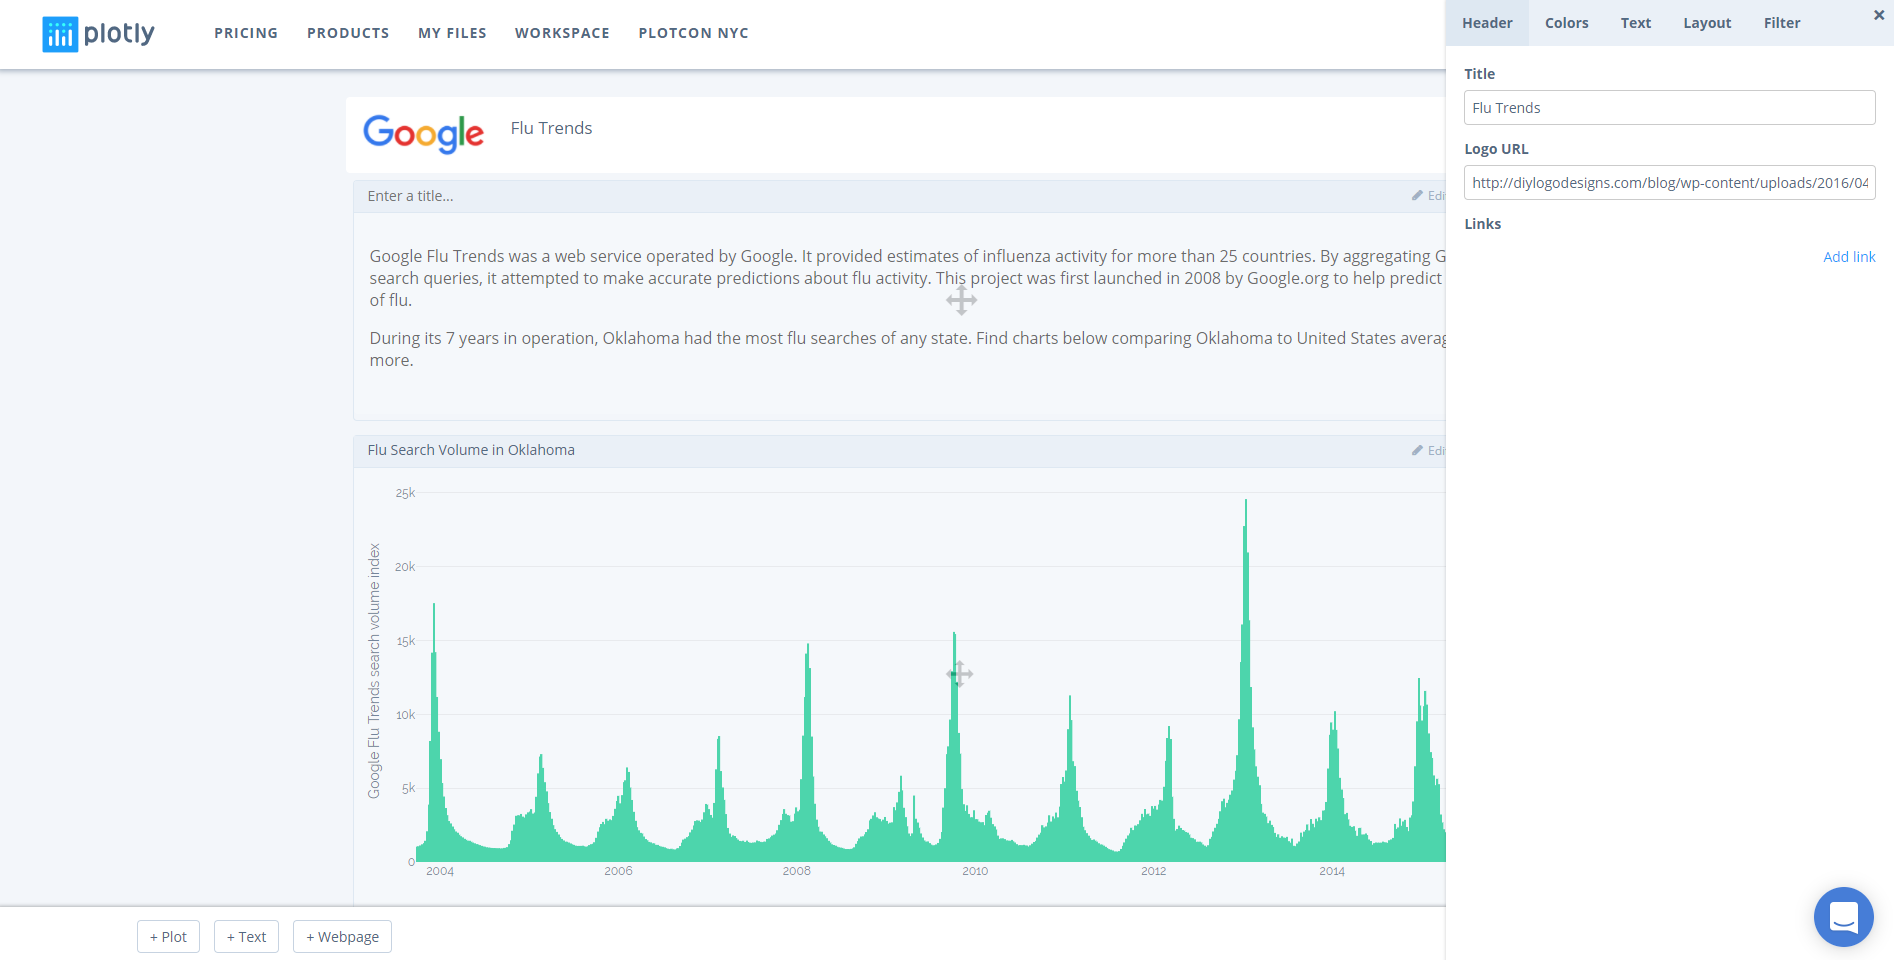 plotly PRICING PRODUCTS MY FILES WORKSPACE PLOTCON NYC
Header Colors Text Layout Filter
Google Flu Trends
Enter a title...
Google Flu Trends was a web service operated by Google. It provided estimates of influenza activity for more than 25 countries. By aggregating G
search queries, it attempted to make accurate predictions about flu activity. This project was first launched in 2008 by Google.org to help predict
of flu.
During its 7 years in operation, Oklahoma had the most flu searches of any state. Find charts below comparing Oklahoma to United States averag
more.
Flu Search Volume in Oklahoma
Google Flu Trends search volume index
25k
20k
15k
10k
5k
0
2004 2006 2008 2010 2012 2014
+ Plot + Text + Webpage
Title
Flu Trends
Logo URL
http://diylogodesigns.com/blog/wp-content/uploads/2016/04
Links
Add link